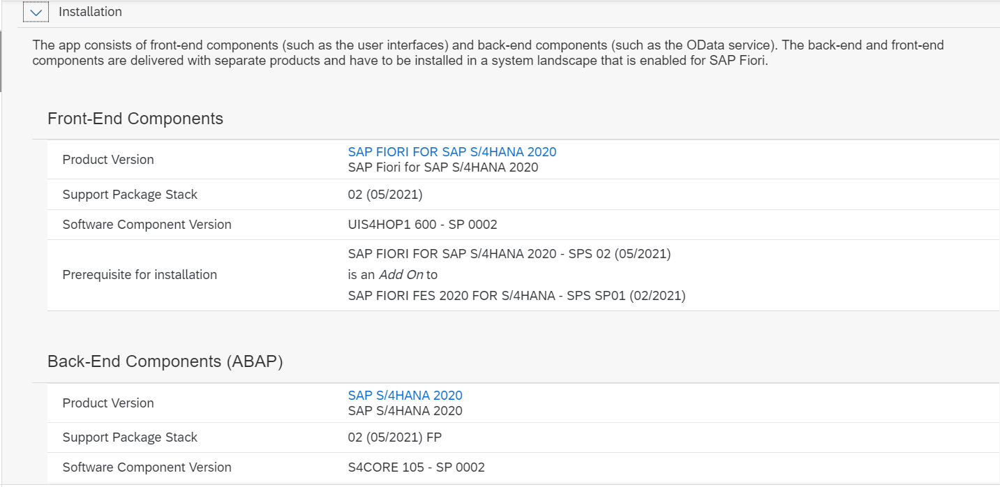 Installation
The app consists of front-end components (such as the user interfaces) and back-end components (such as the OData service). The back-end and front-end
components are delivered with separate products and have to be installed in a system landscape that is enabled for SAP Fiori.
Front-End Components
Product Version
SAP FIORI FOR SAP S/4HANA 2020
SAP Fiori for SAP S/4HANA 2020
Support Package Stack
02 (05/2021)
Software Component Version
UIS4HOP1 600 - SP 0002
Prerequisite for installation
SAP FIORI FOR SAP S/4HANA 2020 - SPS 02 (05/2021)
is an Add On to
SAP FIORI FES 2020 FOR S/4HANA - SPS SP01 (02/2021)
Back-End Components (ABAP)
Product Version
SAP S/4HANA 2020
SAP S/4HANA 2020
Support Package Stack
02 (05/2021) FP
Software Component Version
S4CORE 105 - SP 0002